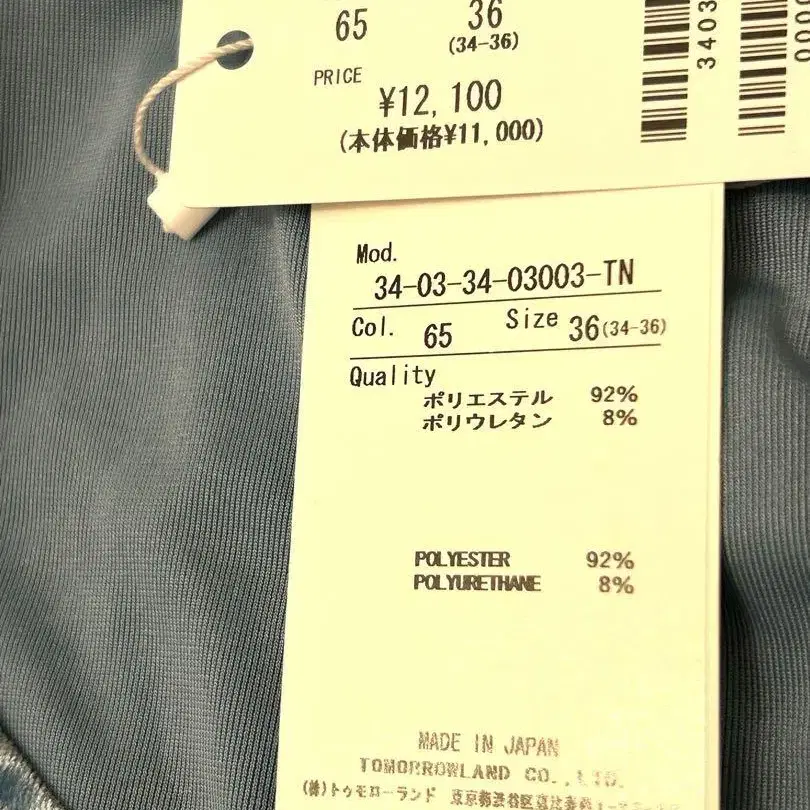 65 36
(34-36)
PRICE
¥12,100
(本体価格¥11,000)
3403
Mod.
34-03-34-03003-TN
Col. 65 Size 36(34-36)
Quality
ポリエステル 92%
ポリウレタン 8%
POLYESTER 92%
POLYURETHANE 8%
MADE IN JAPAN
TOMORROWLAND CO.,LTD.
(株)トゥモローランド 東京都渋谷区